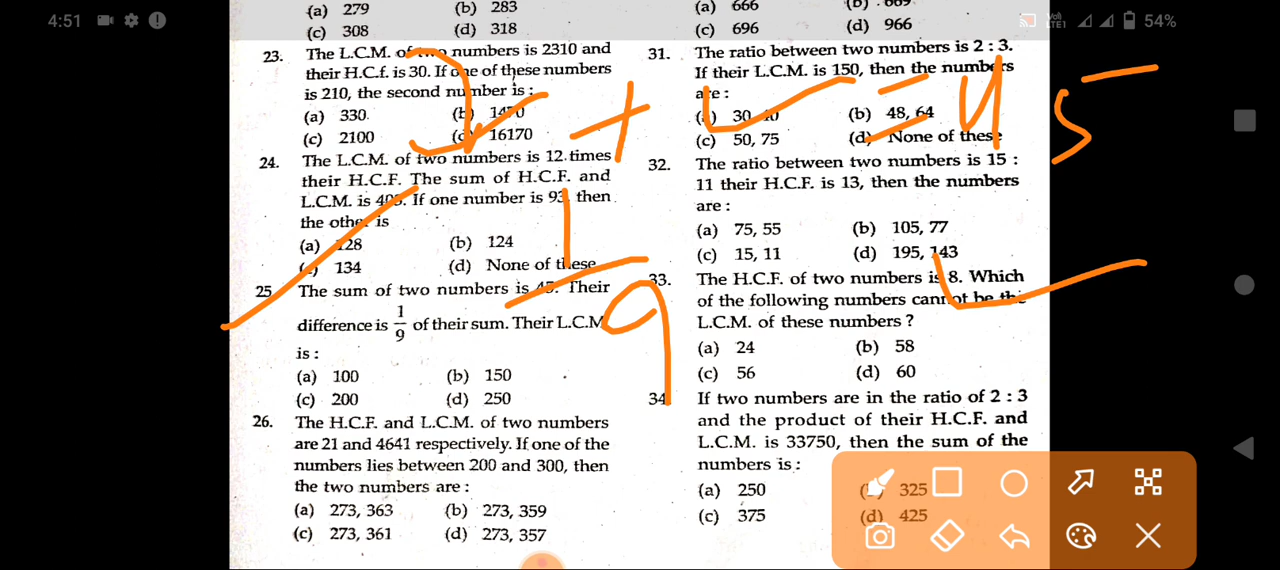 4:51
54%
(a) 279 (b) 283
(c) 308 (d) 318
23. The L.C.M. of two numbers is 2310 and
their H.C.f. is 30. If one of these numbers
is 210, the second number is :
(a) 330. (b) 1470
(c) 2100 (d) 16170
24. The L.C.M. of two numbers is 12 times
their H.C.F. The sum of H.C.F. and
L.C.M. is 403. If one number is 93, then
the other is
(a) 128 (b) 124
(c) 134 (d) None of these
25. The sum of two numbers is 45. Their
difference is 1/9 of their sum. Their L.C.M
is :
(a) 100 (b) 150
(c) 200 (d) 250
26. The H.C.F. and L.C.M. of two numbers
are 21 and 4641 respectively. If one of the
numbers lies between 200 and 300, then
the two numbers are :
(a) 273, 363 (b) 273, 359
(c) 273, 361 (d) 273, 357
(a) 666 (b) 669
(c) 696 (d) 966
31. The ratio between two numbers is 2 : 3.
If their L.C.M. is 150, then the numbers
are :
(a) 30, 40 (b) 48, 64
(c) 50, 75 (d) None of these
32. The ratio between two numbers is 15 :
11 their H.C.F. is 13, then the numbers
are :
(a) 75, 55 (b) 105, 77
(c) 15, 11 (d) 195, 143
33. The H.C.F. of two numbers is 8. Which
of the following numbers cannot be the
L.C.M. of these numbers ?
(a) 24 (b) 58
(c) 56 (d) 60
34. If two numbers are in the ratio of 2 : 3
and the product of their H.C.F. and
L.C.M. is 33750, then the sum of the
numbers is :
(a) 250 (b) 325
(c) 375 (d) 425